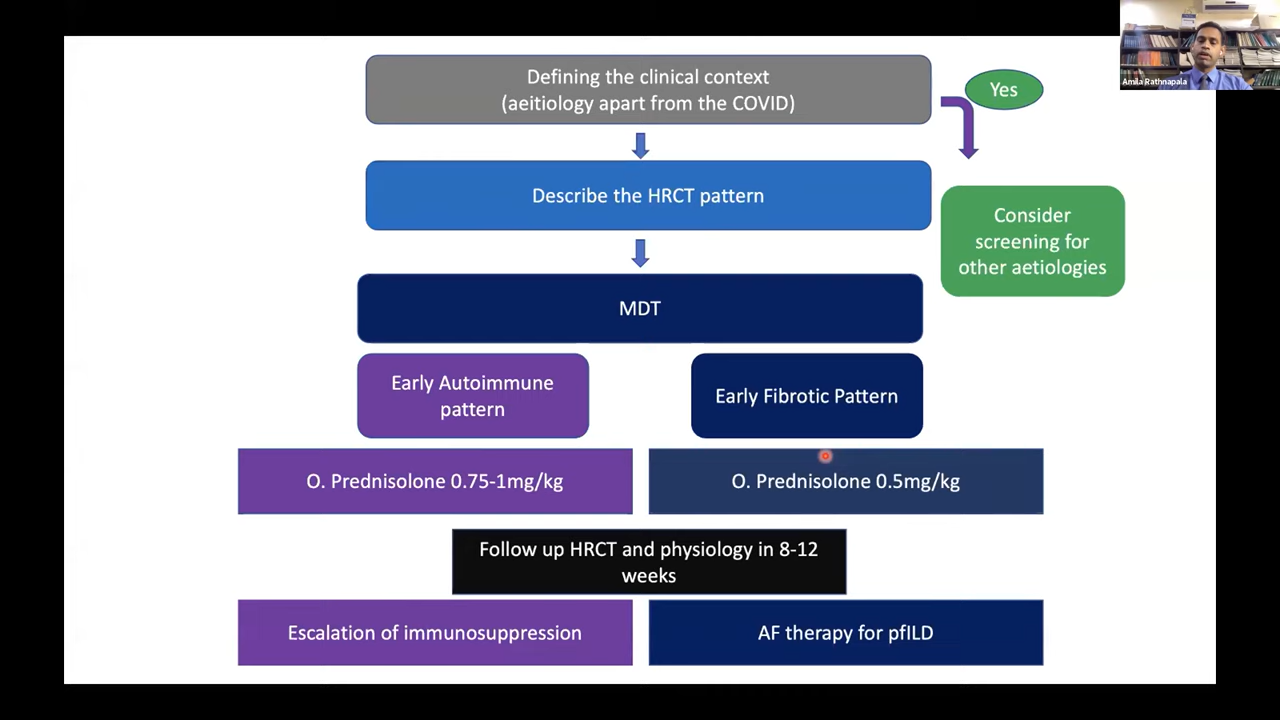 Defining the clinical context
(aeitiology apart from the COVID)
Yes
Amila Rathnapala
Describe the HRCT pattern
Consider
screening for
other aetiologies
MDT
Early Autoimmune
pattern
Early Fibrotic Pattern
O. Prednisolone 0.75-1mg/kg
O. Prednisolone 0.5mg/kg
Follow up HRCT and physiology in 8-12
weeks
Escalation of immunosuppression
AF therapy for pfILD